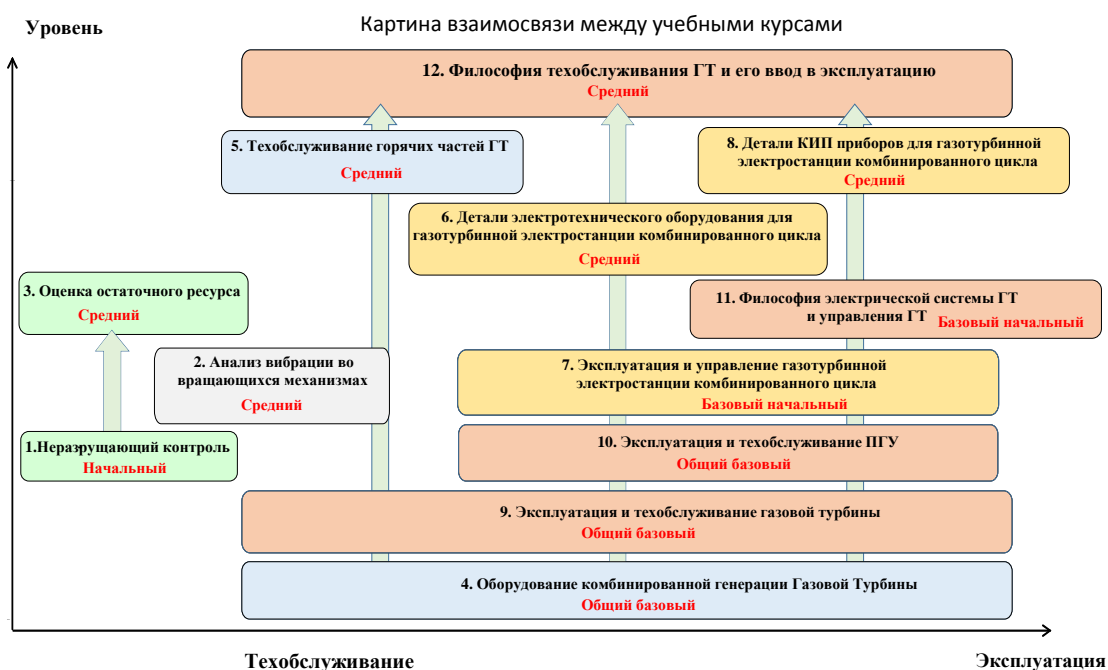 Уровень
Картина взаимосвязи между учебными курсами
12. Философия техобслуживания ГТ и его ввод в эксплуатацию
Средний
5. Техобслуживание горячих частей ГТ
Средний
8. Детали КИП приборов для газотурбинной
электростанции комбинированного цикла
Средний
6. Детали электротехнического оборудования для
газотурбинной электростанции комбинированного цикла
Средний
3. Оценка остаточного ресурса
Средний
11. Философия электрической системы ГТ
и управления ГТ Базовый начальный
2. Анализ вибрации во
вращающихся механизмах
Средний
7. Эксплуатация и управление газотурбинной
электростанции комбинированного цикла
Базовый начальный
1.Неразрущающий контроль
Начальный
10. Эксплуатация и техобслуживание ПГУ
Общий базовый
9. Эксплуатация и техобслуживание газовой турбины
Общий базовый
4. Оборудование комбинированной генерации Газовой Турбины
Общий базовый
Техобслуживание
Эксплуатация